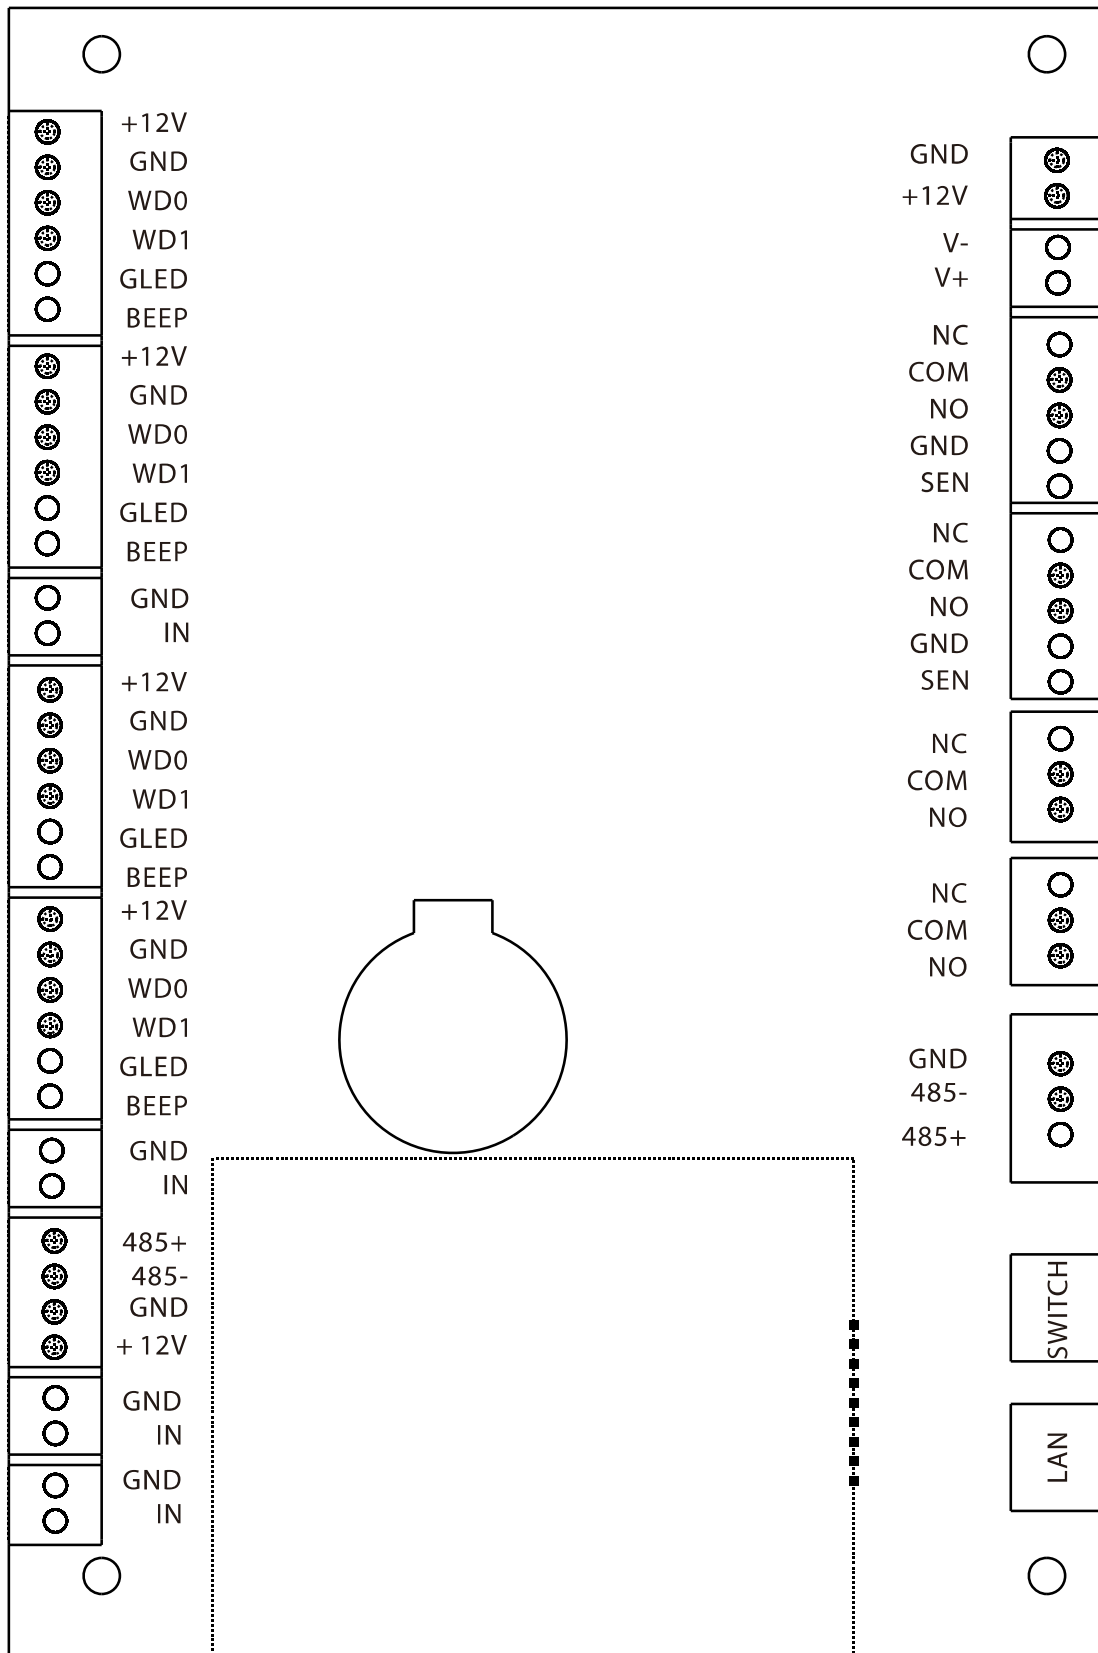 +12V
GND
WD0
WD1
GLED
BEEP
+12V
GND
WD0
WD1
GLED
BEEP
GND
IN
+12V
GND
WD0
WD1
GLED
BEEP
+12V
GND
WD0
WD1
GLED
BEEP
GND
IN
485+
485-
GND
+12V
GND
IN
GND
IN
GND
+12V
V-
V+
NC
COM
NO
GND
SEN
NC
COM
NO
GND
SEN
NC
COM
NO
NC
COM
NO
GND
485-
485+
SWITCH
LAN